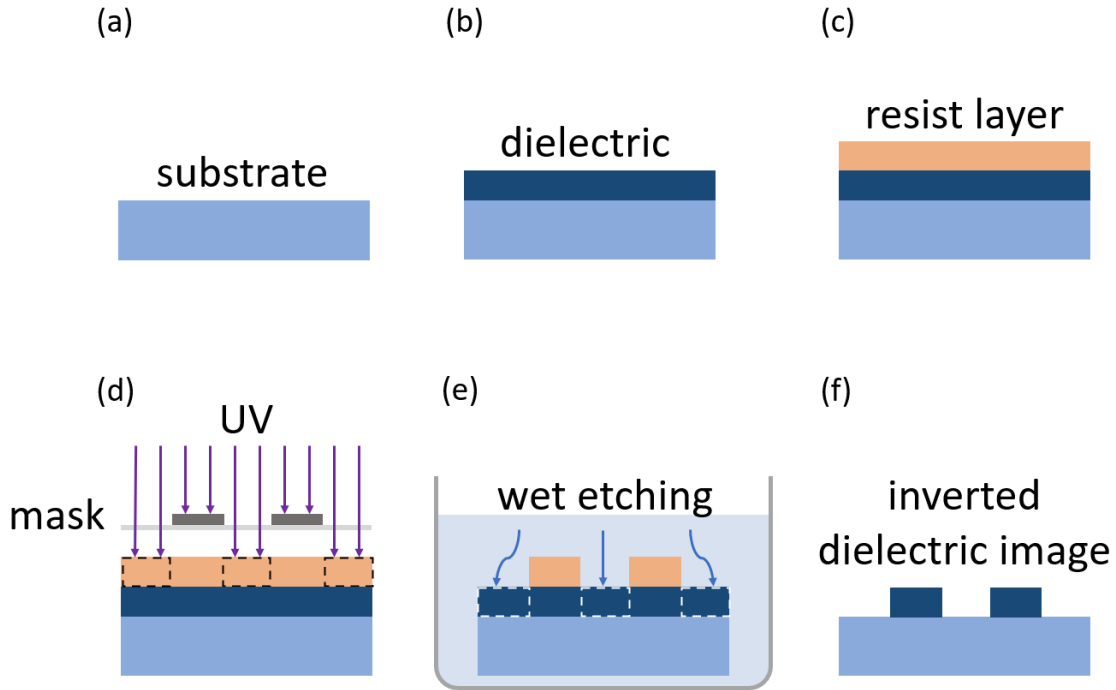 (a)
(b)
(c)
substrate
dielectric
resist layer
(d)
(e)
(f)
UV
mask
wet etching
inverted
dielectric image